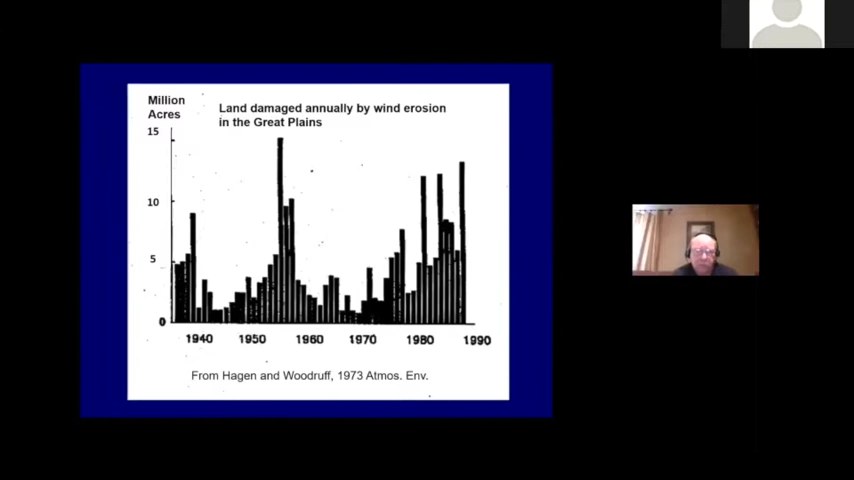 Million
Acres
Land damaged annually by wind erosion
in the Great Plains
15
10
5
0
1940 1950 1960 1970 1980 1990
From Hagen and Woodruff, 1973 Atmos. Env.